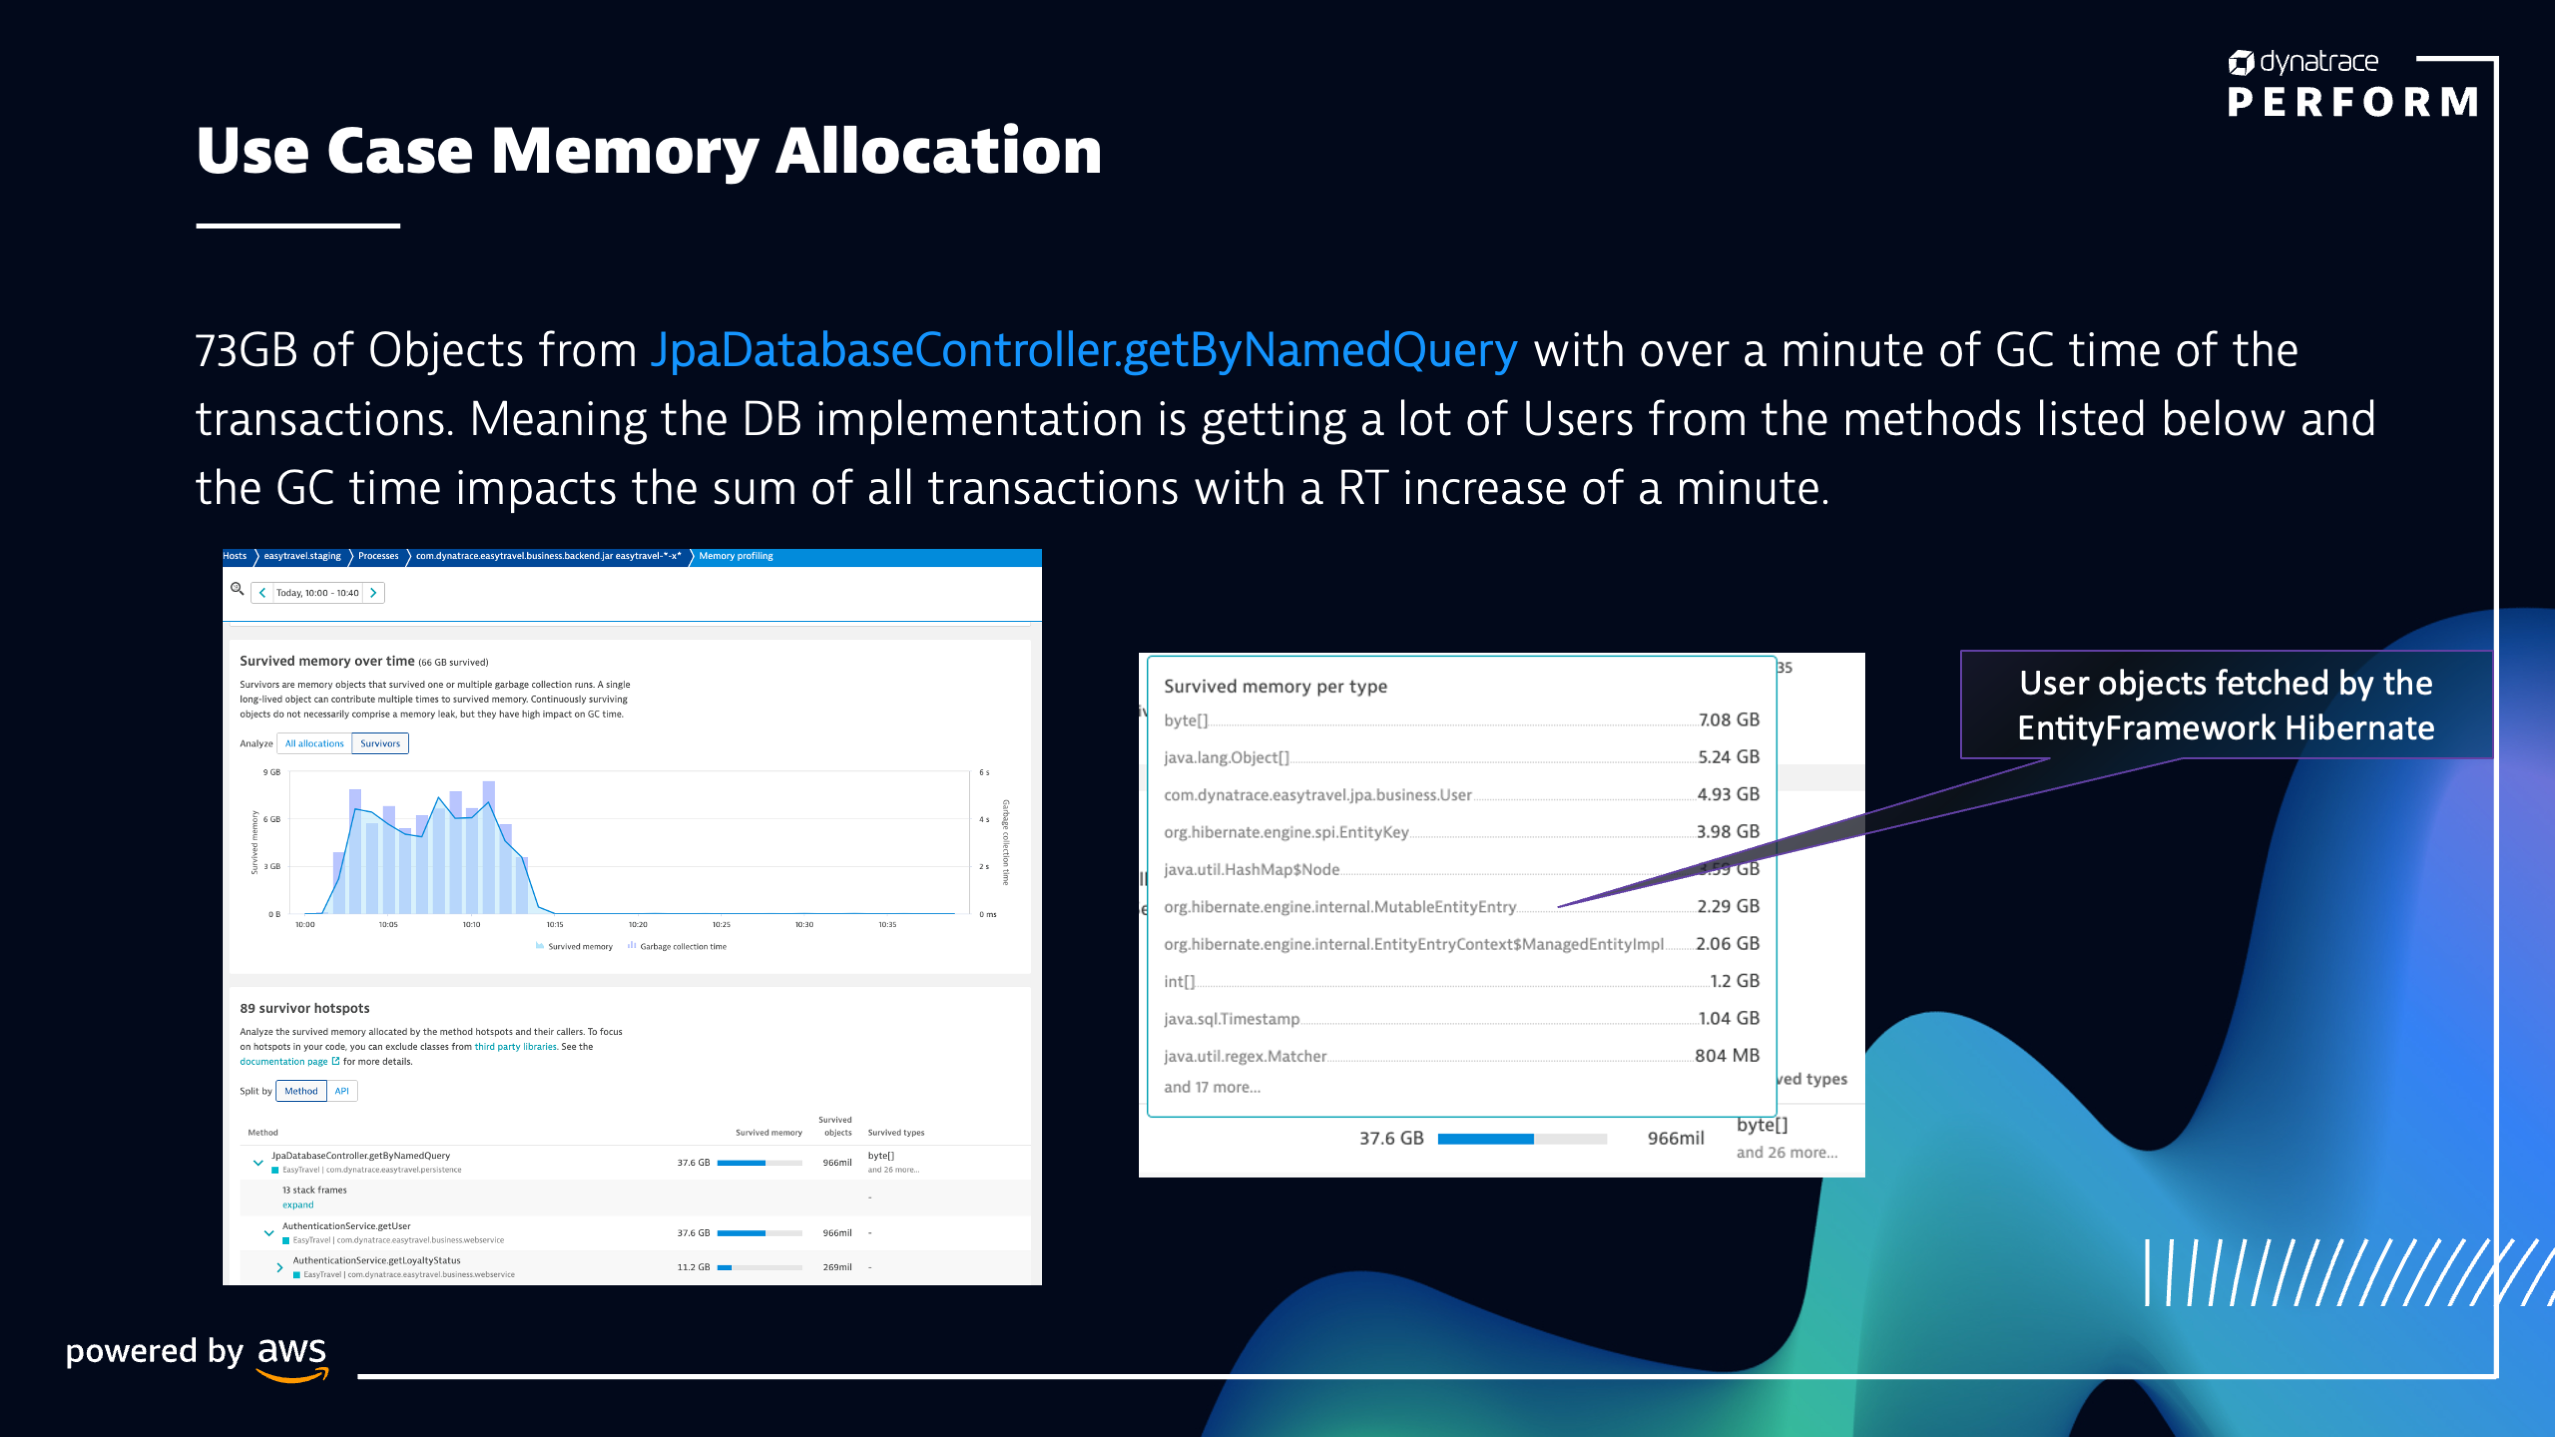 dynatrace
PERFORM
Use Case Memory Allocation
73GB of Objects from JpaDatabaseController.getByNamedQuery with over a minute of GC time of the
transactions. Meaning the DB implementation is getting a lot of Users from the methods listed below and
the GC time impacts the sum of all transactions with a RT increase of a minute.
Hosts easytravel.staging Processes com.dynatrace.easytravel.business.backend.jar easytravel-*-x* Memory profiling
Today, 10:00 - 10:40
Survived memory over time (66 GB survived)
Survivors are memory objects that survived one or multiple garbage collection runs. A single
long-lived object can contribute multiple times to survived memory. Continuously surviving
objects do not necessarily comprise a memory leak, but they have high impact on GC time.
Analyze All allocations Survivors
9 GB
6 GB
3 GB
0 B
Survived memory
6 s
4 s
2 s
0 ms
Garbage collection time
10:00 10:05 10:10 10:15 10:20 10:25 10:30 10:35
Survived memory Garbage collection time
89 survivor hotspots
Analyze the survived memory allocated by the method hotspots and their callers. To focus
on hotspots in your code, you can exclude classes from third party libraries. See the
documentation page for more details.
Split by Method API
Method Survived memory Survived objects Survived types
JpaDatabaseController.getByNamedQuery 37.6 GB 966mil byte[]
EasyTravel | com.dynatrace.easytravel.persistence and 26 more...
13 stack frames -
expand
AuthenticationService.getUser 37.6 GB 966mil -
EasyTravel | com.dynatrace.easytravel.business.webservice
AuthenticationService.getLoyaltyStatus 11.2 GB 269mil -
EasyTravel | com.dynatrace.easytravel.business.webservice
35
Survived memory per type
byte[] 7.08 GB
java.lang.Object[] 5.24 GB
com.dynatrace.easytravel.jpa.business.User 4.93 GB
org.hibernate.engine.spi.EntityKey 3.98 GB
java.util.HashMap$Node 3.59 GB
org.hibernate.engine.internal.MutableEntityEntry 2.29 GB
org.hibernate.engine.internal.EntityEntryContext$ManagedEntityImpl 2.06 GB
int[] 1.2 GB
java.sql.Timestamp 1.04 GB
java.util.regex.Matcher 804 MB
and 17 more...
ved types
37.6 GB 966mil byte[]
and 26 more...
User objects fetched by the
EntityFramework Hibernate
powered by aws